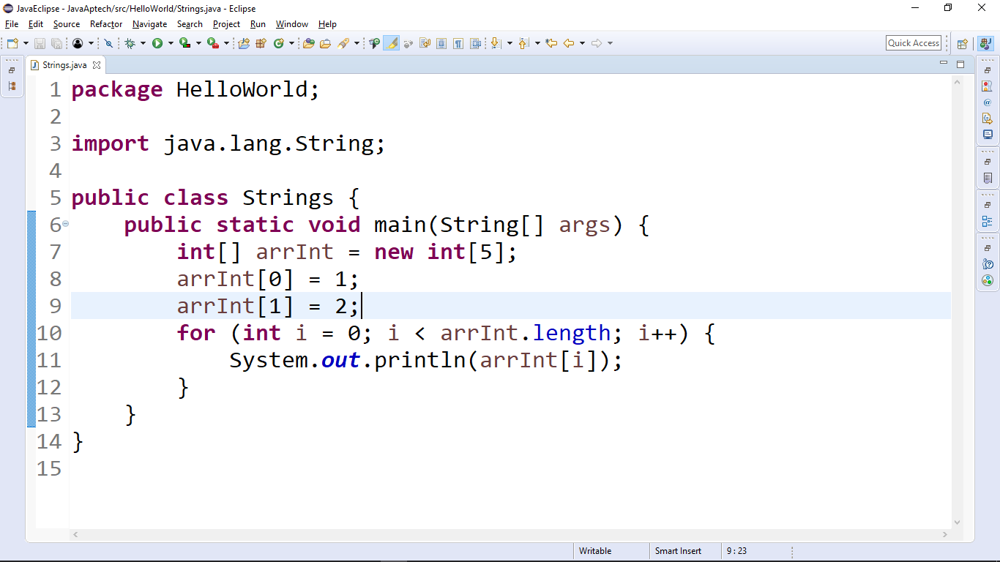 JavaEclipse - JavaAptech/src/HelloWorld/Strings.java - Eclipse
File Edit Source Refactor Navigate Search Project Run Window Help
Quick Access
Strings.java
1 package HelloWorld;
2
3 import java.lang.String;
4
5 public class Strings {
6 public static void main(String[] args) {
7 int[] arrInt = new int[5];
8 arrInt[0] = 1;
9 arrInt[1] = 2;
10 for (int i = 0; i < arrInt.length; i++) {
11 System.out.println(arrInt[i]);
12 }
13 }
14 }
15
Writable Smart Insert 9 : 23